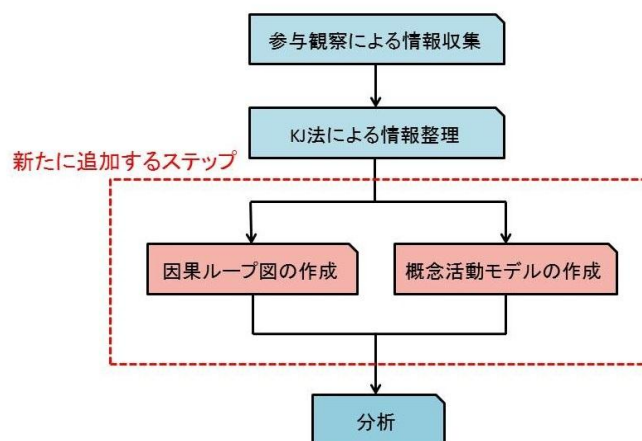 参与観察による情報収集
KJ法による情報整理
新たに追加するステップ
因果ループ図の作成
概念活動モデルの作成
分析